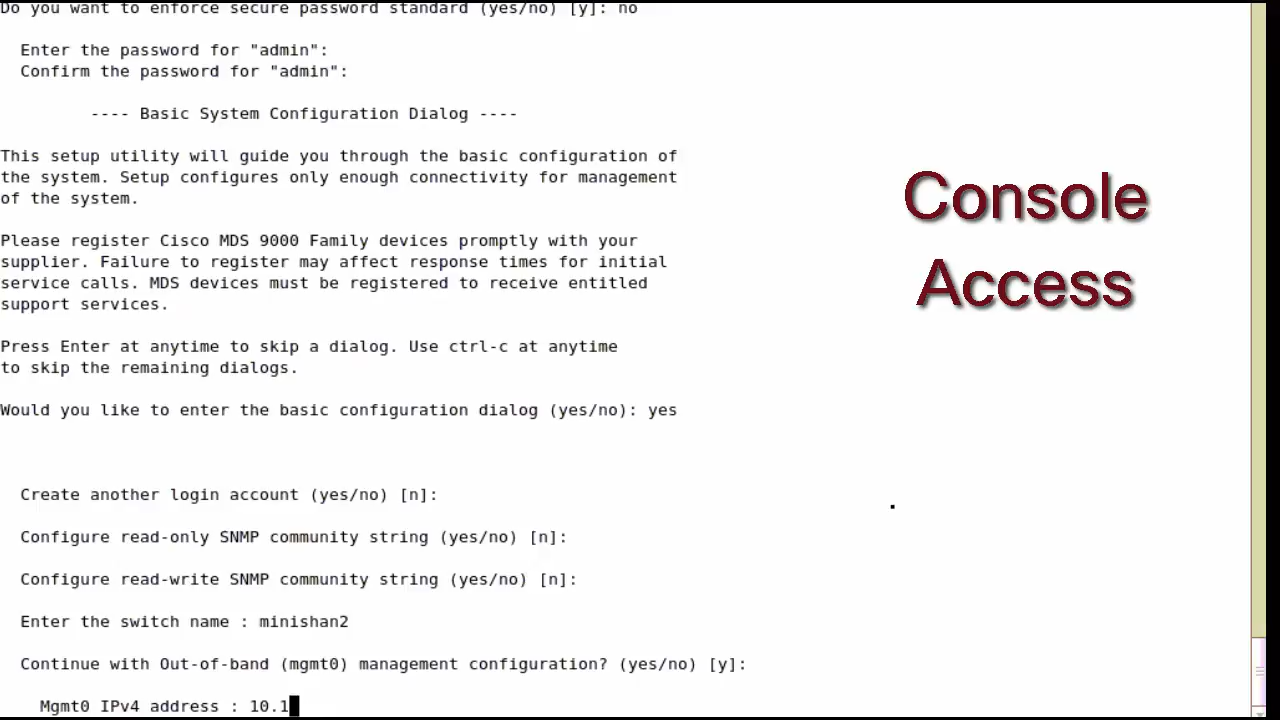 Do you want to enforce secure password standard (yes/no) [y]: no
Enter the password for "admin":
Confirm the password for "admin":
---- Basic System Configuration Dialog ----
This setup utility will guide you through the basic configuration of
the system. Setup configures only enough connectivity for management
of the system.
Please register Cisco MDS 9000 Family devices promptly with your
supplier. Failure to register may affect response times for initial
service calls. MDS devices must be registered to receive entitled
support services.
Press Enter at anytime to skip a dialog. Use ctrl-c at anytime
to skip the remaining dialogs.
Would you like to enter the basic configuration dialog (yes/no): yes
Create another login account (yes/no) [n]:
Configure read-only SNMP community string (yes/no) [n]:
Configure read-write SNMP community string (yes/no) [n]:
Enter the switch name : minishan2
Continue with Out-of-band (mgmt0) management configuration? (yes/no) [y]:
Mgmt0 IPv4 address : 10.1
Console
Access